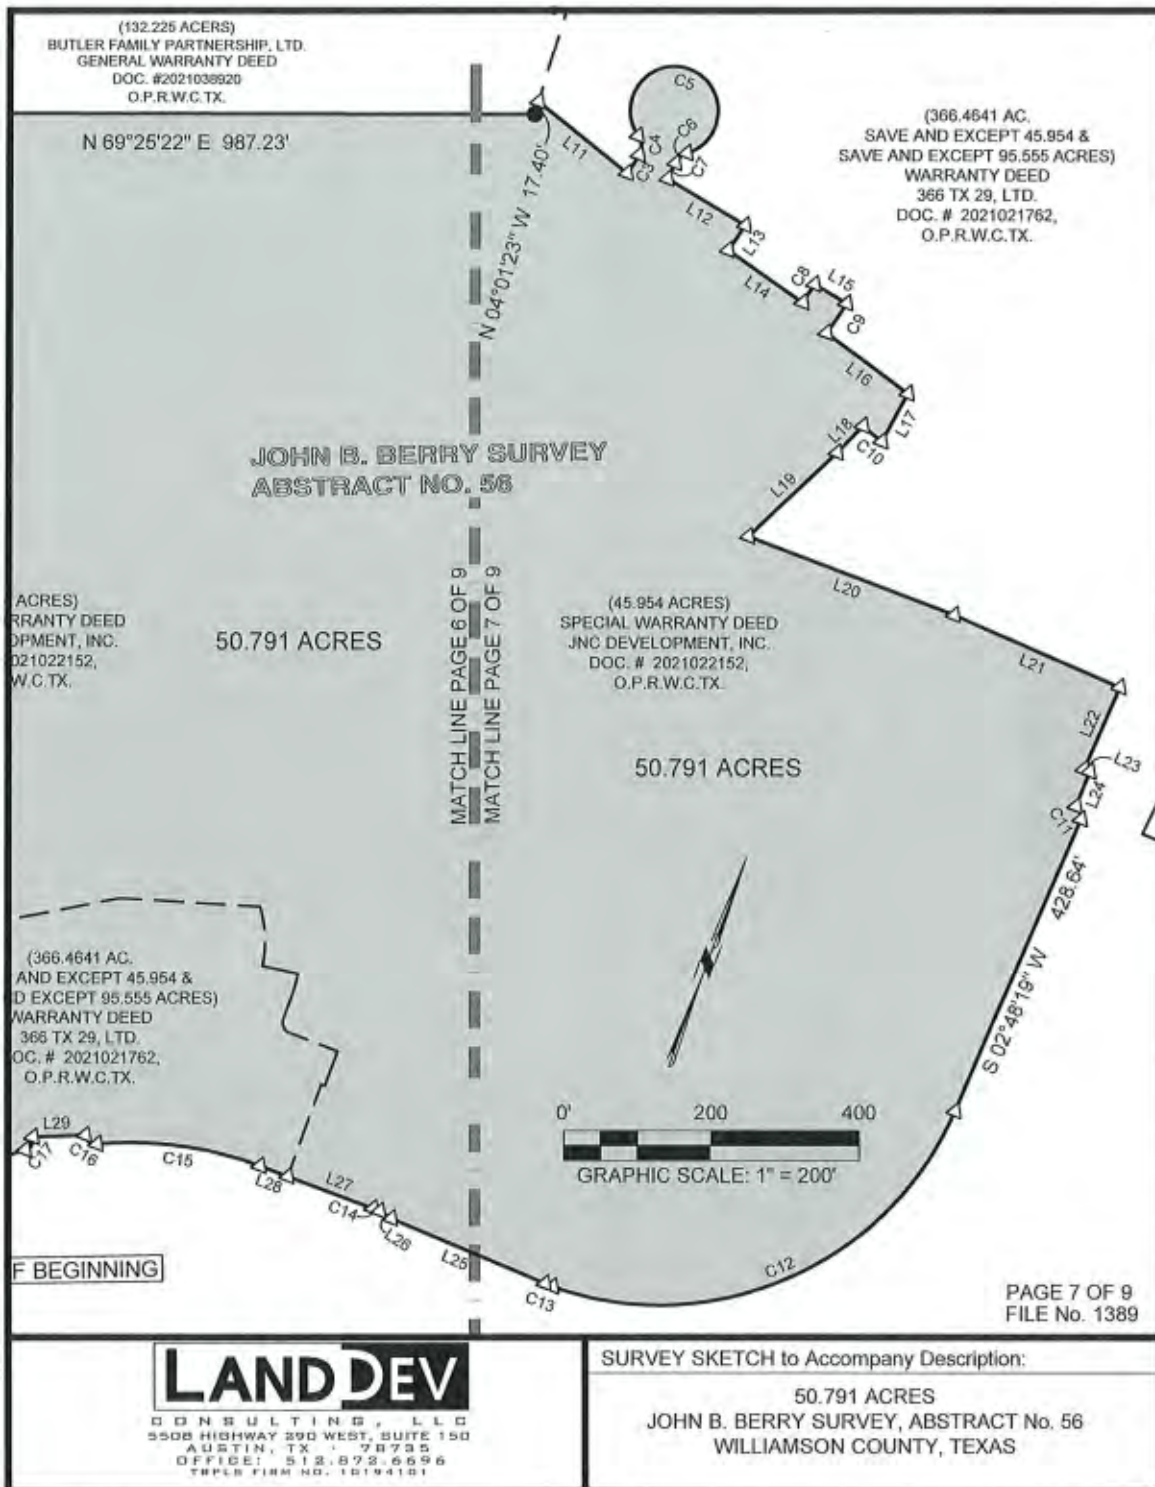 (132.225 ACERS)
BUTLER FAMILY PARTNERSHIP, LTD.
GENERAL WARRANTY DEED
DOC. #2021038920
O.P.R.W.C.TX.
N 69°25'22" E 987.23'
N 04°01'23" W 17.40'
L11
C3
C4
C5
C6
C7
L12
L13
L14
C8
L15
C9
L16
L17
L18
C10
L19
L20
L21
L22
L23
L24
C11
(366.4641 AC.
SAVE AND EXCEPT 45.954 &
SAVE AND EXCEPT 95.555 ACRES)
WARRANTY DEED
366 TX 29, LTD.
DOC. # 2021021762,
O.P.R.W.C.TX.
JOHN B. BERRY SURVEY
ABSTRACT NO. 56
ACRES)
RRANTY DEED
OPMENT, INC.
021022152,
W.C.TX.
50.791 ACRES
MATCH LINE PAGE 6 OF 9
MATCH LINE PAGE 7 OF 9
(45.954 ACRES)
SPECIAL WARRANTY DEED
JNC DEVELOPMENT, INC.
DOC. # 2021022152,
O.P.R.W.C.TX.
50.791 ACRES
S 02°48'19" W 428.64'
(366.4641 AC.
AND EXCEPT 45.954 &
D EXCEPT 95.555 ACRES)
WARRANTY DEED
366 TX 29, LTD.
OC. # 2021021762,
O.P.R.W.C.TX.
0' 200 400
GRAPHIC SCALE: 1" = 200'
L29
C17
C16
C15
L28
L27
C14
L26
L25
C13
C12
F BEGINNING
PAGE 7 OF 9
FILE No. 1389
LANDDEV
CONSULTING, LLC
5508 HIGHWAY 290 WEST, SUITE 150
AUSTIN, TX · 78735
OFFICE: 512.872.6696
TBPLS FIRM NO. 10194101
SURVEY SKETCH to Accompany Description:
50.791 ACRES
JOHN B. BERRY SURVEY, ABSTRACT No. 56
WILLIAMSON COUNTY, TEXAS